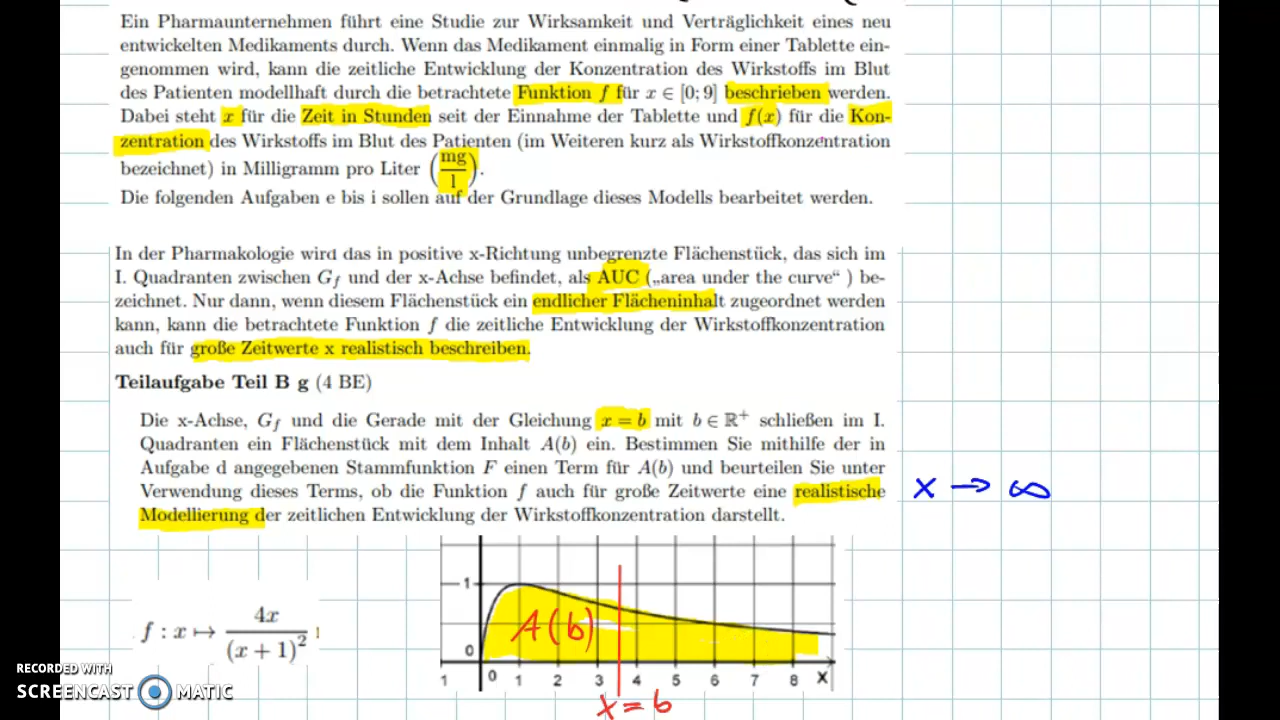 Ein Pharmaunternehmen führt eine Studie zur Wirksamkeit und Verträglichkeit eines neu
entwickelten Medikaments durch. Wenn das Medikament einmalig in Form einer Tablette ein-
genommen wird, kann die zeitliche Entwicklung der Konzentration des Wirkstoffs im Blut
des Patienten modellhaft durch die betrachtete Funktion f für x ∈ [0; 9] beschrieben werden.
Dabei steht x für die Zeit in Stunden seit der Einnahme der Tablette und f(x) für die Kon-
zentration des Wirkstoffs im Blut des Patienten (im Weiteren kurz als Wirkstoffkonzentration
bezeichnet) in Milligramm pro Liter (mg/l).
Die folgenden Aufgaben e bis i sollen auf der Grundlage dieses Modells bearbeitet werden.
In der Pharmakologie wird das in positive x-Richtung unbegrenzte Flächenstück, das sich im
I. Quadranten zwischen G_f und der x-Achse befindet, als AUC („area under the curve“ ) be-
zeichnet. Nur dann, wenn diesem Flächenstück ein endlicher Flächeninhalt zugeordnet werden
kann, kann die betrachtete Funktion f die zeitliche Entwicklung der Wirkstoffkonzentration
auch für große Zeitwerte x realistisch beschreiben.
Teilaufgabe Teil B g (4 BE)
Die x-Achse, G_f und die Gerade mit der Gleichung x = b mit b ∈ ℝ⁺ schließen im I.
Quadranten ein Flächenstück mit dem Inhalt A(b) ein. Bestimmen Sie mithilfe der in
Aufgabe d angegebenen Stammfunktion F einen Term für A(b) und beurteilen Sie unter
Verwendung dieses Terms, ob die Funktion f auch für große Zeitwerte eine realistische
Modellierung der zeitlichen Entwicklung der Wirkstoffkonzentration darstellt.
x → ∞
f : x ↦ 4x/(x + 1)²
1
A(b)
0
1 0 1 2 3 4 5 6 7 8 X
x = b
RECORDED WITH
SCREENCAST MATIC